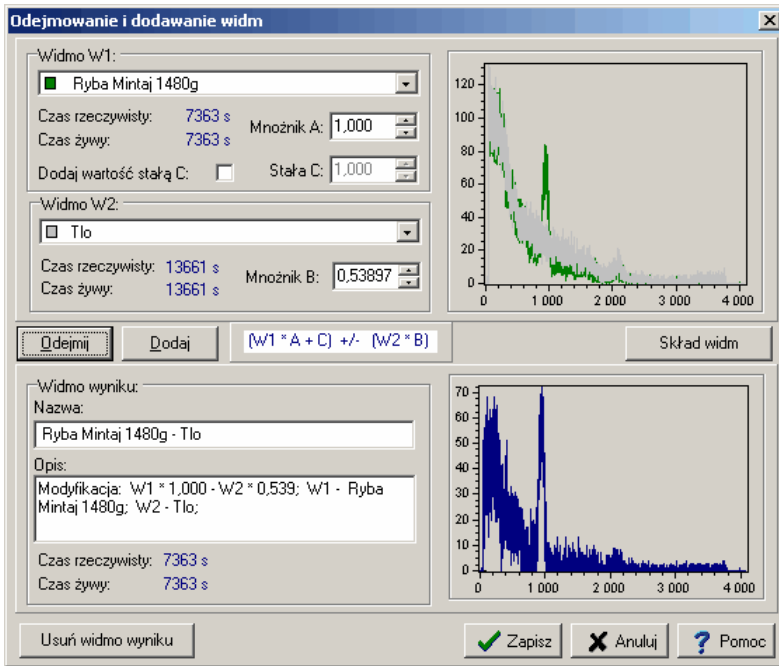 Odejmowanie i dodawanie widm
Widmo W1:
Ryba Mintaj 1480g
Czas rzeczywisty: 7363 s
Czas żywy: 7363 s
Mnożnik A: 1,000
Dodaj wartość stałą C:
Stała C: 1,000
Widmo W2:
Tlo
Czas rzeczywisty: 13661 s
Czas żywy: 13661 s
Mnożnik B: 0,53897
120
100
80
60
40
20
0
0 1 000 2 000 3 000 4 000
Odejmij
Dodaj
(W1 * A + C) +/- (W2 * B)
Skład widm
Widmo wyniku:
Nazwa:
Ryba Mintaj 1480g - Tlo
Opis:
Modyfikacja: W1 * 1,000 - W2 * 0,539; W1 - Ryba
Mintaj 1480g; W2 - Tlo;
Czas rzeczywisty: 7363 s
Czas żywy: 7363 s
70
60
50
40
30
20
10
0
0 1 000 2 000 3 000 4 000
Usuń widmo wyniku
Zapisz
Anuluj
Pomoc